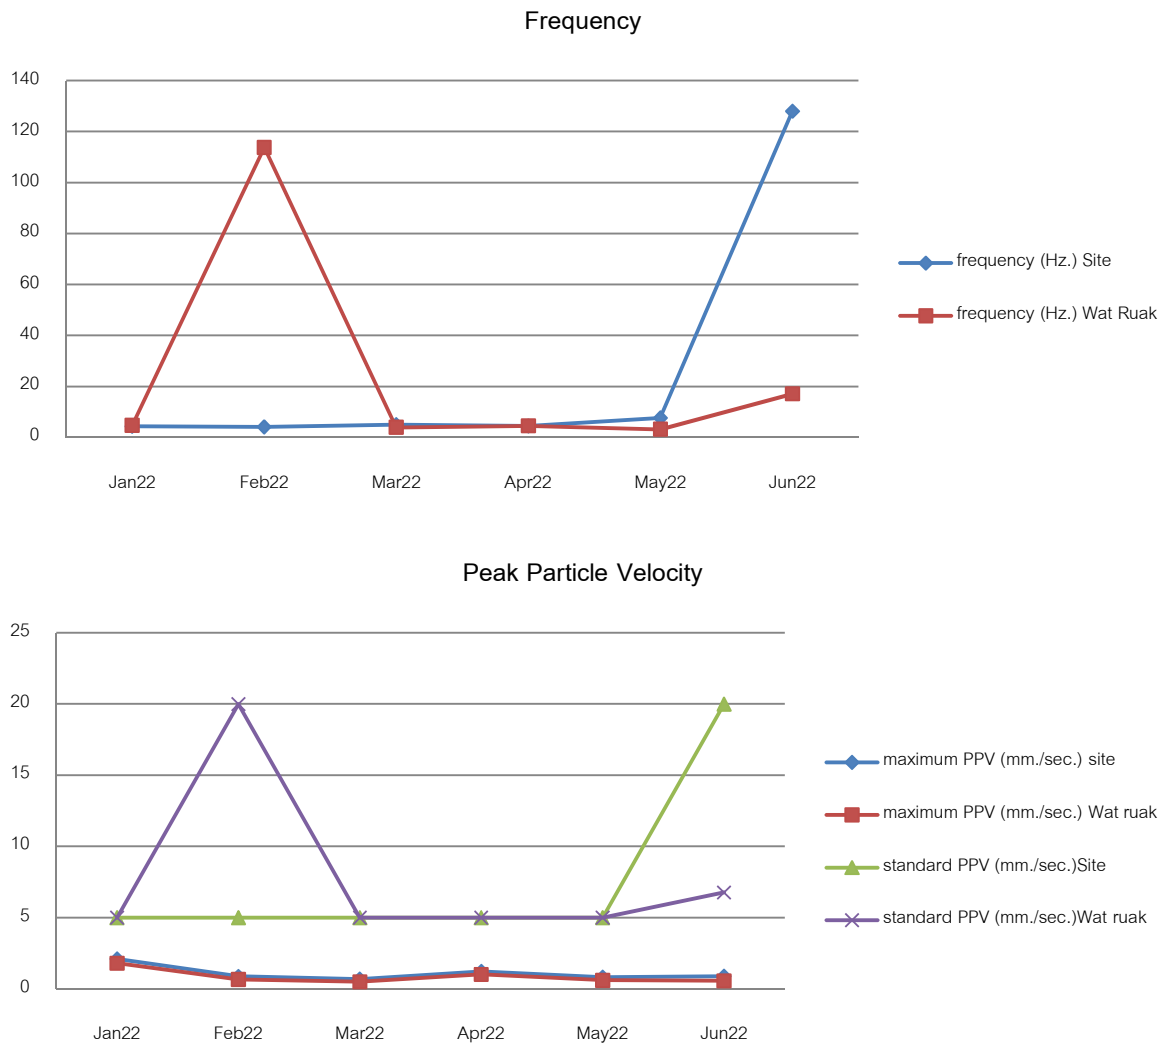 Frequency
140
120
100
80
60
40
20
0
Jan22 Feb22 Mar22 Apr22 May22 Jun22
frequency (Hz.) Site
frequency (Hz.) Wat Ruak
Peak Particle Velocity
25
20
15
10
5
0
Jan22 Feb22 Mar22 Apr22 May22 Jun22
maximum PPV (mm./sec.) site
maximum PPV (mm./sec.) Wat ruak
standard PPV (mm./sec.)Site
standard PPV (mm./sec.)Wat ruak